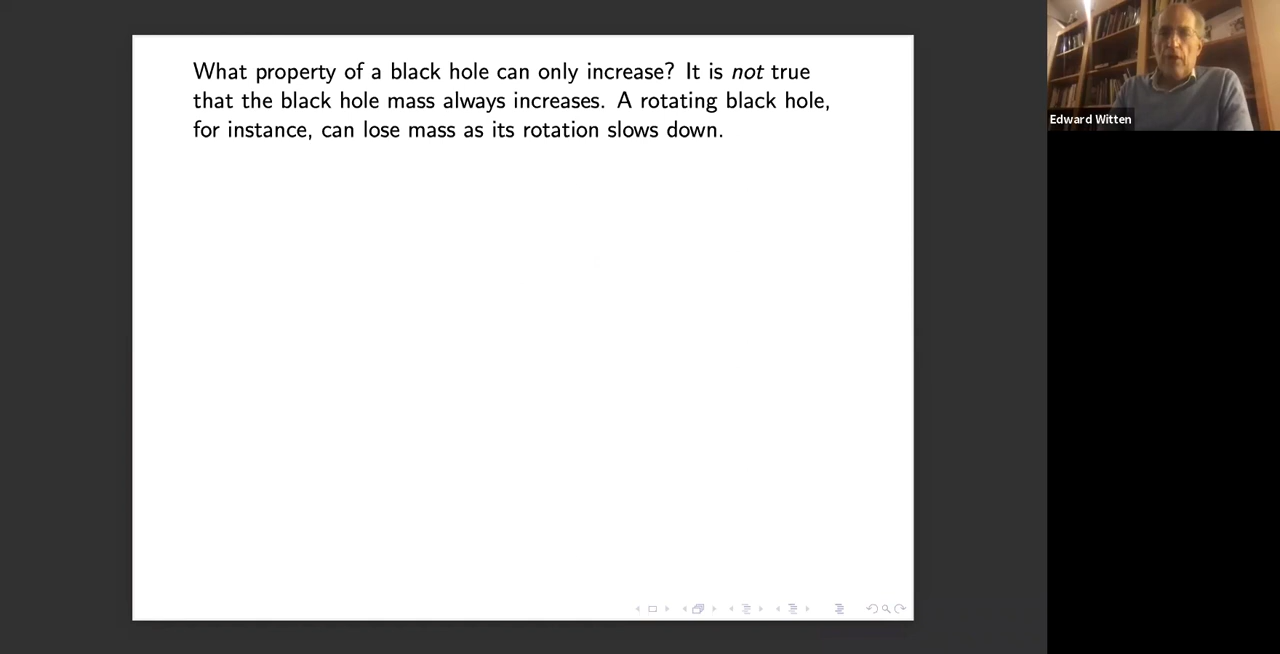 What property of a black hole can only increase? It is not true
that the black hole mass always increases. A rotating black hole,
for instance, can lose mass as its rotation slows down.
Edward Witten